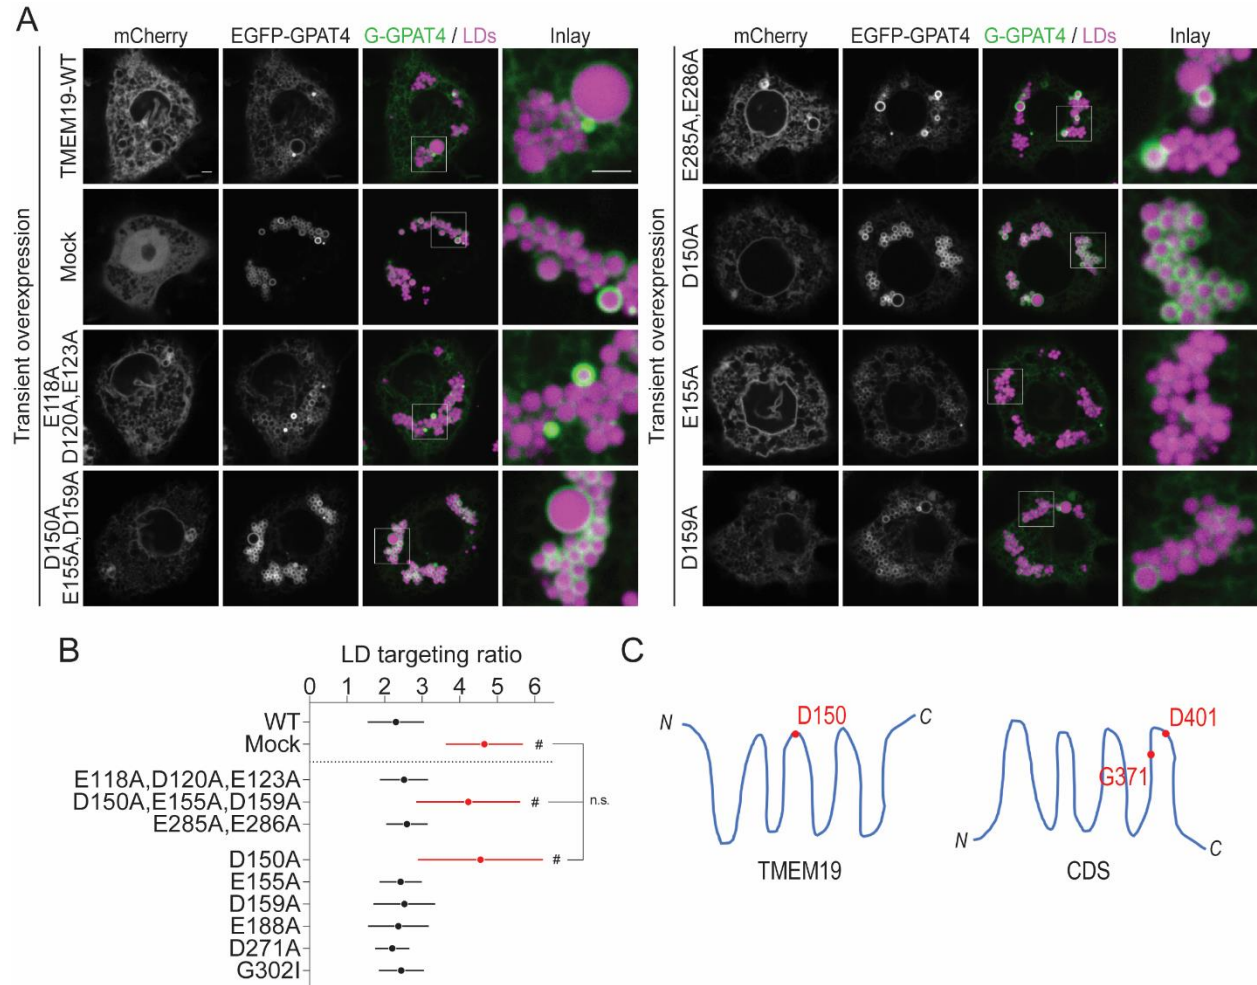 A
mCherry EGFP-GPAT4 G-GPAT4 / LDs Inlay
Transient overexpression
TMEM19-WT
Mock
E118A
D120A,E123A
D150A
E155A,D159A
mCherry EGFP-GPAT4 G-GPAT4 / LDs Inlay
Transient overexpression
E285A,E286A
D150A
E155A
D159A
B
LD targeting ratio
0 1 2 3 4 5 6
WT
Mock #
E118A,D120A,E123A
D150A,E155A,D159A # n.s.
E285A,E286A
D150A #
E155A
D159A
E188A
D271A
G302I
C
N D150 C
TMEM19
D401
G371
N C
CDS